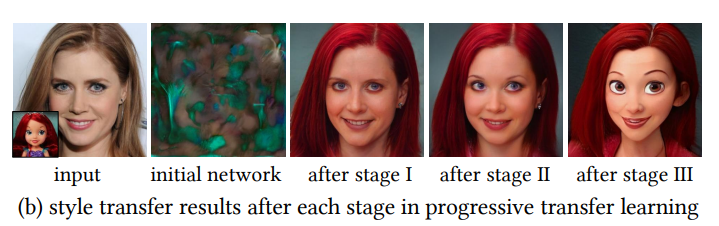 input initial network after stage I after stage II after stage III
(b) style transfer results after each stage in progressive transfer learning